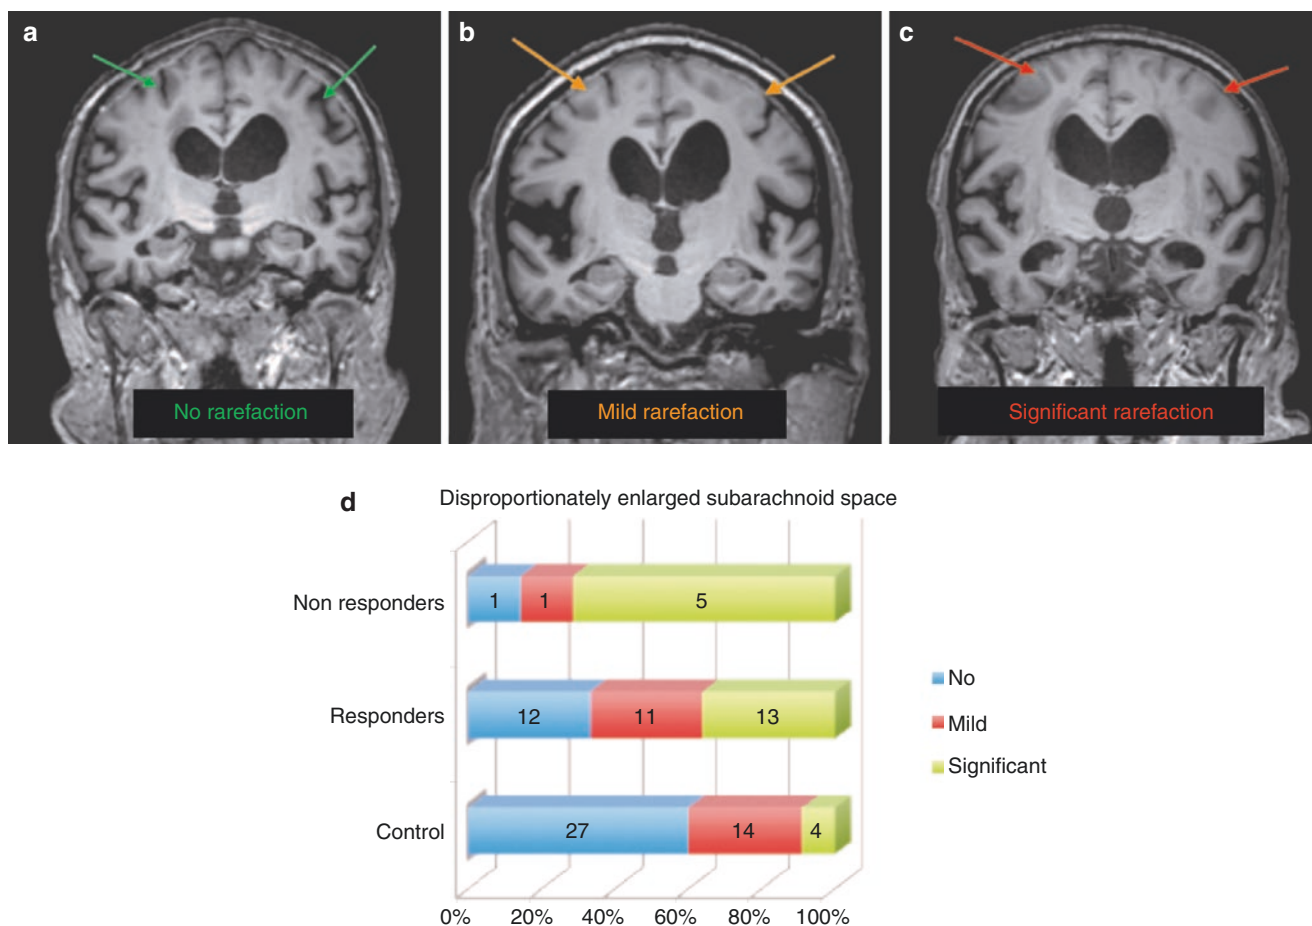 a
b
c
No rarefaction
Mild rarefaction
Significant rarefaction
d
Disproportionately enlarged subarachnoid space
Non responders
1
1
5
Responders
12
11
13
Control
27
14
4
0%
20%
40%
60%
80%
100%
No
Mild
Significant